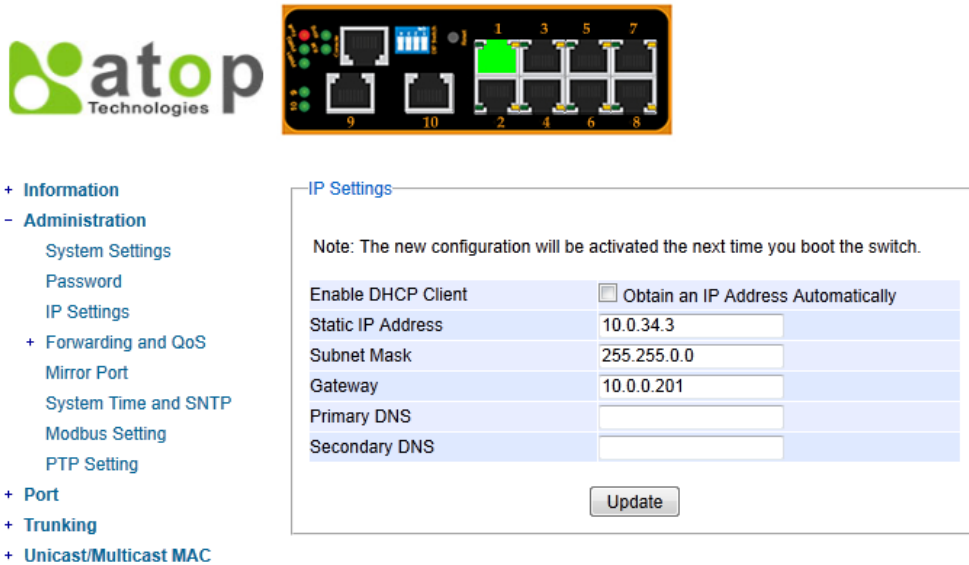 atop
Technologies
1 3 5 7
9 10 2 4 6 8
+ Information
− Administration
System Settings
Password
IP Settings
+ Forwarding and QoS
Mirror Port
System Time and SNTP
Modbus Setting
PTP Setting
+ Port
+ Trunking
+ Unicast/Multicast MAC
IP Settings
Note: The new configuration will be activated the next time you boot the switch.
Enable DHCP Client Obtain an IP Address Automatically
Static IP Address 10.0.34.3
Subnet Mask 255.255.0.0
Gateway 10.0.0.201
Primary DNS
Secondary DNS
Update